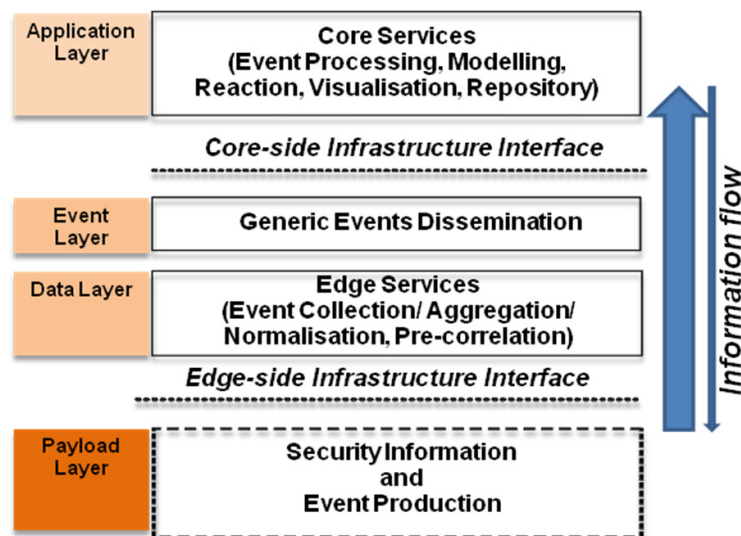 Application
Layer
Core Services
(Event Processing, Modelling,
Reaction, Visualisation, Repository)
Core-side Infrastructure Interface
Event
Layer
Generic Events Dissemination
Data Layer
Edge Services
(Event Collection/ Aggregation/
Normalisation, Pre-correlation)
Edge-side Infrastructure Interface
Payload
Layer
Security Information
and
Event Production
Information flow